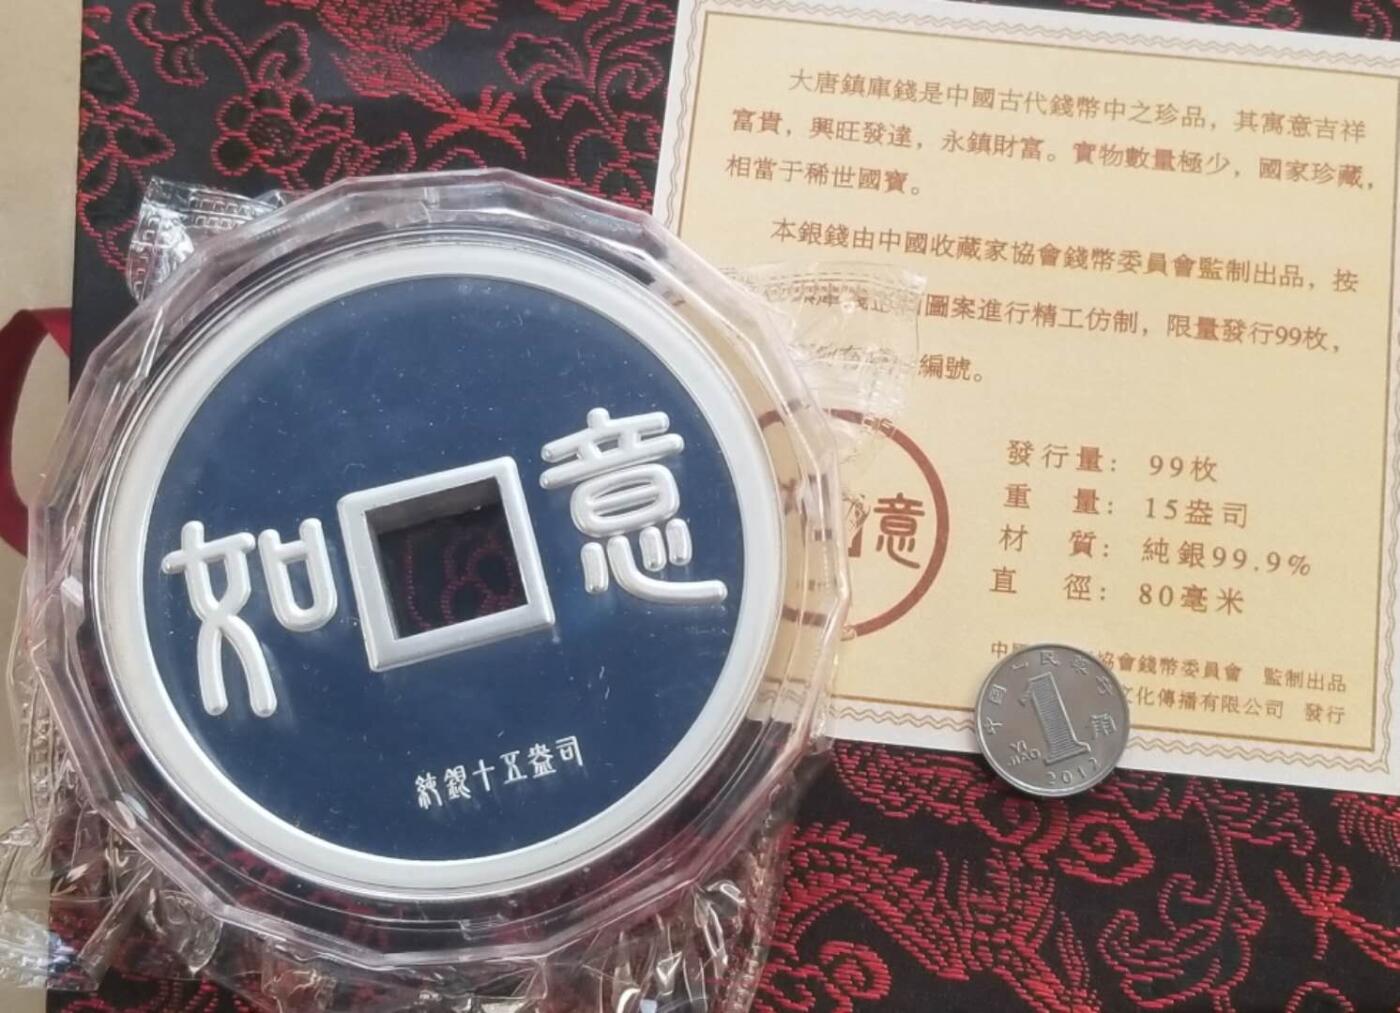 大唐鎮庫錢是中國古代錢幣中之珍品，其寓意吉祥
富貴，興旺發達，永鎮財富。實物數量極少，國家珍藏，
相當于稀世國寶。
本銀錢由中國收藏家協會錢幣委員會監制出品，按
圖案進行精工仿制，限量發行99枚，
編號。
發行量：99枚
重量：15盎司
材質：純銀99.9%
直徑：80毫米
協會錢幣委員會 監制出品
文化傳播有限公司 發行
意
如意
純銀十五盎司
中國人民銀行
1角
YI JIAO
2012